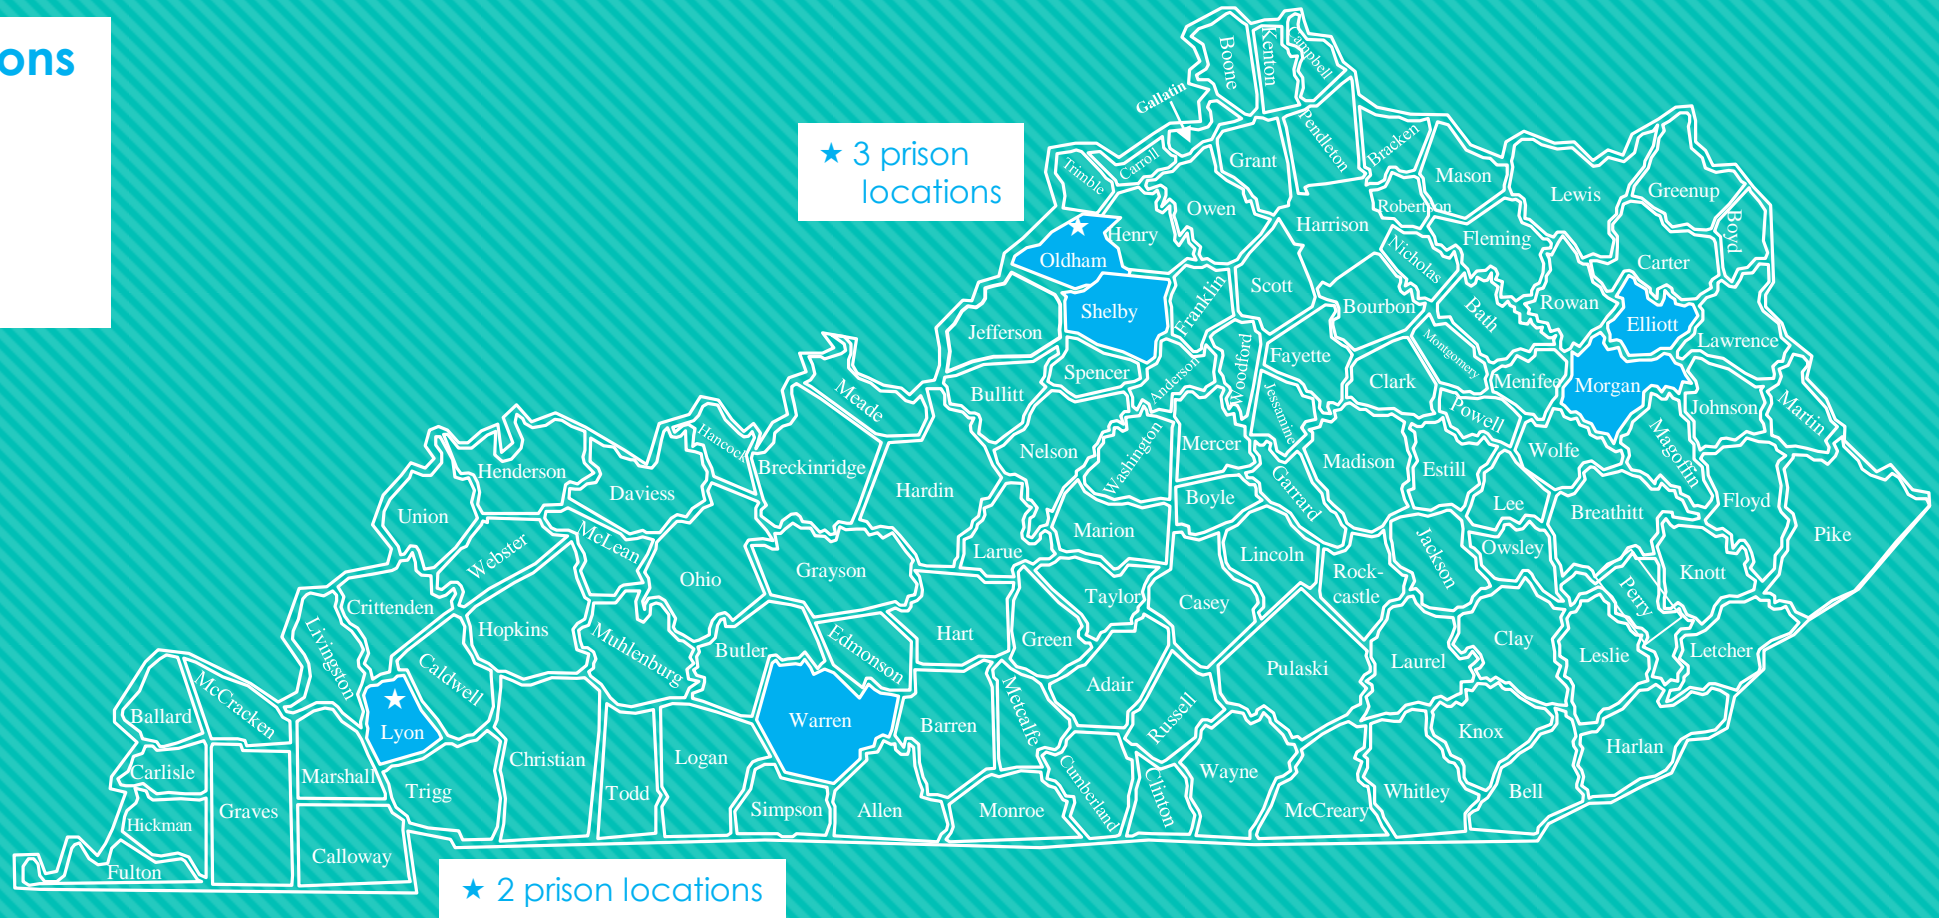 ons
★ 3 prison
locations
★ 2 prison locations
Boone
Kenton
Campbell
Gallatin
Pendleton
Bracken
Grant
Carroll
Trimble
Mason
Lewis
Greenup
Boyd
Owen
Robertson
Harrison
Henry
Fleming
Oldham
Nicholas
Carter
Scott
Franklin
Shelby
Bourbon
Bath
Rowan
Elliott
Jefferson
Lawrence
Woodford
Fayette
Montgomery
Spencer
Anderson
Clark
Menifee
Morgan
Bullitt
Meade
Jessamine
Powell
Johnson
Martin
Hancock
Nelson
Washington
Mercer
Magoffin
Breckinridge
Henderson
Daviess
Hardin
Madison
Estill
Wolfe
Garrard
Boyle
Lee
Floyd
Union
Breathitt
Marion
Pike
McLean
Webster
Larue
Lincoln
Owsley
Jackson
Grayson
Ohio
Rock-
castle
Knott
Perry
Taylor
Casey
Crittenden
Livingston
Hopkins
Hart
Green
Clay
Muhlenburg
Butler
Edmonson
Laurel
Leslie
Letcher
Pulaski
Caldwell
Adair
McCracken
Ballard
Metcalfe
Russell
Warren
Barren
Lyon
Knox
Harlan
Christian
Logan
Carlisle
Marshall
Trigg
Todd
Cumberland
Clinton
Wayne
Whitley
Bell
Graves
Simpson
Allen
Monroe
McCreary
Hickman
Calloway
Fulton